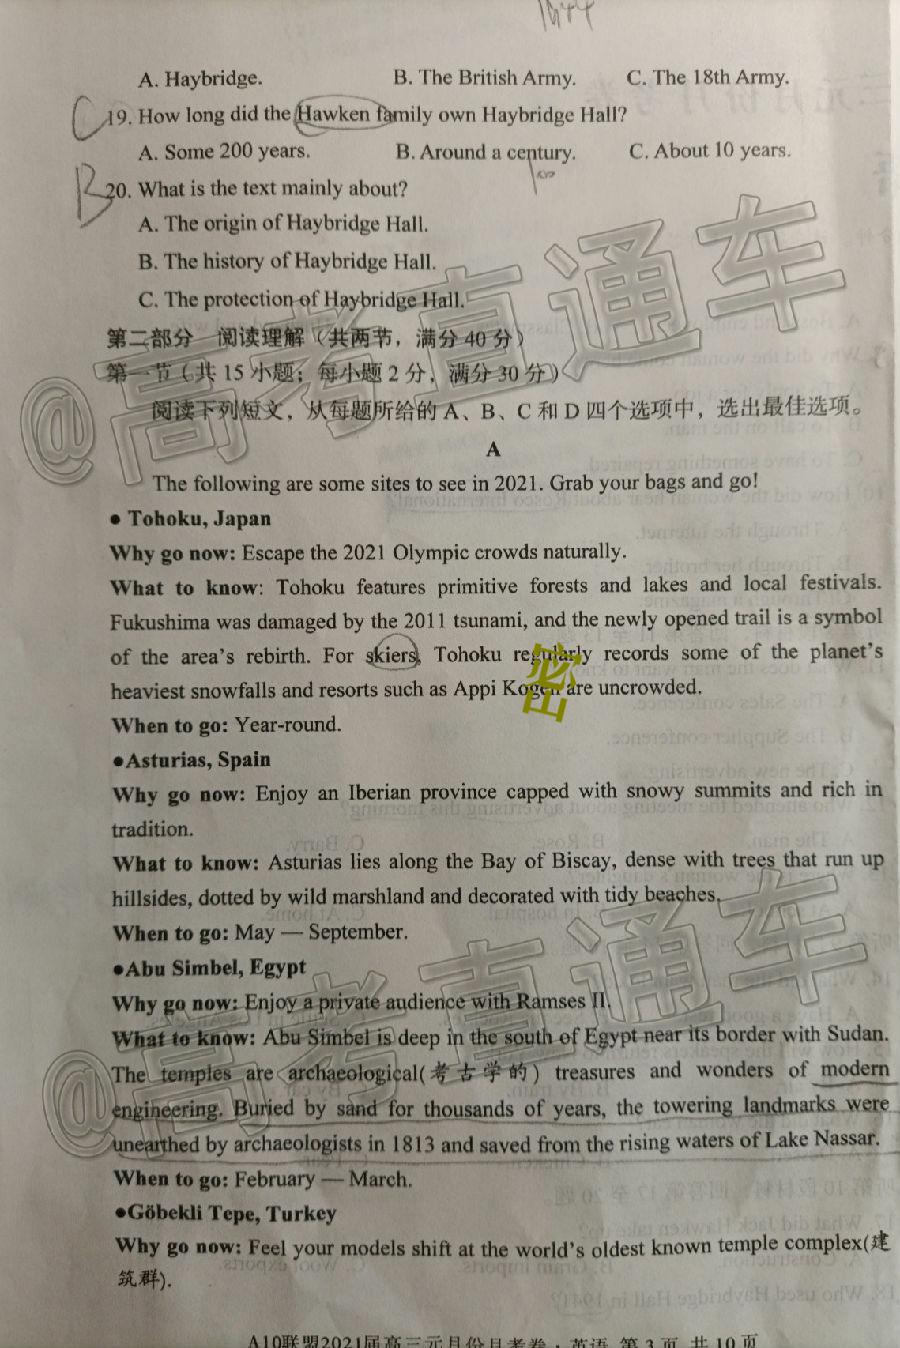 1644
A. Haybridge. B. The British Army. C. The 18th Army.
C 19. How long did the Hawken family own Haybridge Hall?
A. Some 200 years. B. Around a century. C. About 10 years.
100
B 20. What is the text mainly about?
A. The origin of Haybridge Hall.
B. The history of Haybridge Hall.
C. The protection of Haybridge Hall.
第二部分 阅读理解（共两节，满分 40 分）
第一节（共 15 小题；每小题 2 分，满分 30 分）
阅读下列短文，从每题所给的 A、B、C 和 D 四个选项中，选出最佳选项。
@高考直通车
A
The following are some sites to see in 2021. Grab your bags and go!
● Tohoku, Japan
Why go now: Escape the 2021 Olympic crowds naturally.
What to know: Tohoku features primitive forests and lakes and local festivals.
Fukushima was damaged by the 2011 tsunami, and the newly opened trail is a symbol
of the area's rebirth. For skiers, Tohoku regularly records some of the planet's
heaviest snowfalls and resorts such as Appi Kogen are uncrowded.
密
When to go: Year-round.
●Asturias, Spain
Why go now: Enjoy an Iberian province capped with snowy summits and rich in
tradition.
What to know: Asturias lies along the Bay of Biscay, dense with trees that run up
hillsides, dotted by wild marshland and decorated with tidy beaches.
When to go: May — September.
●Abu Simbel, Egypt
Why go now: Enjoy a private audience with Ramses II.
What to know: Abu Simbel is deep in the south of Egypt near its border with Sudan.
The temples are archaeological(考古学的) treasures and wonders of modern
engineering. Buried by sand for thousands of years, the towering landmarks were
unearthed by archaeologists in 1813 and saved from the rising waters of Lake Nassar.
@高考直通车
When to go: February — March.
●Göbekli Tepe, Turkey
Why go now: Feel your models shift at the world's oldest known temple complex(建
筑群).
A10联盟2021届高三元月份月考卷·英语 第 3 页 共 10 页